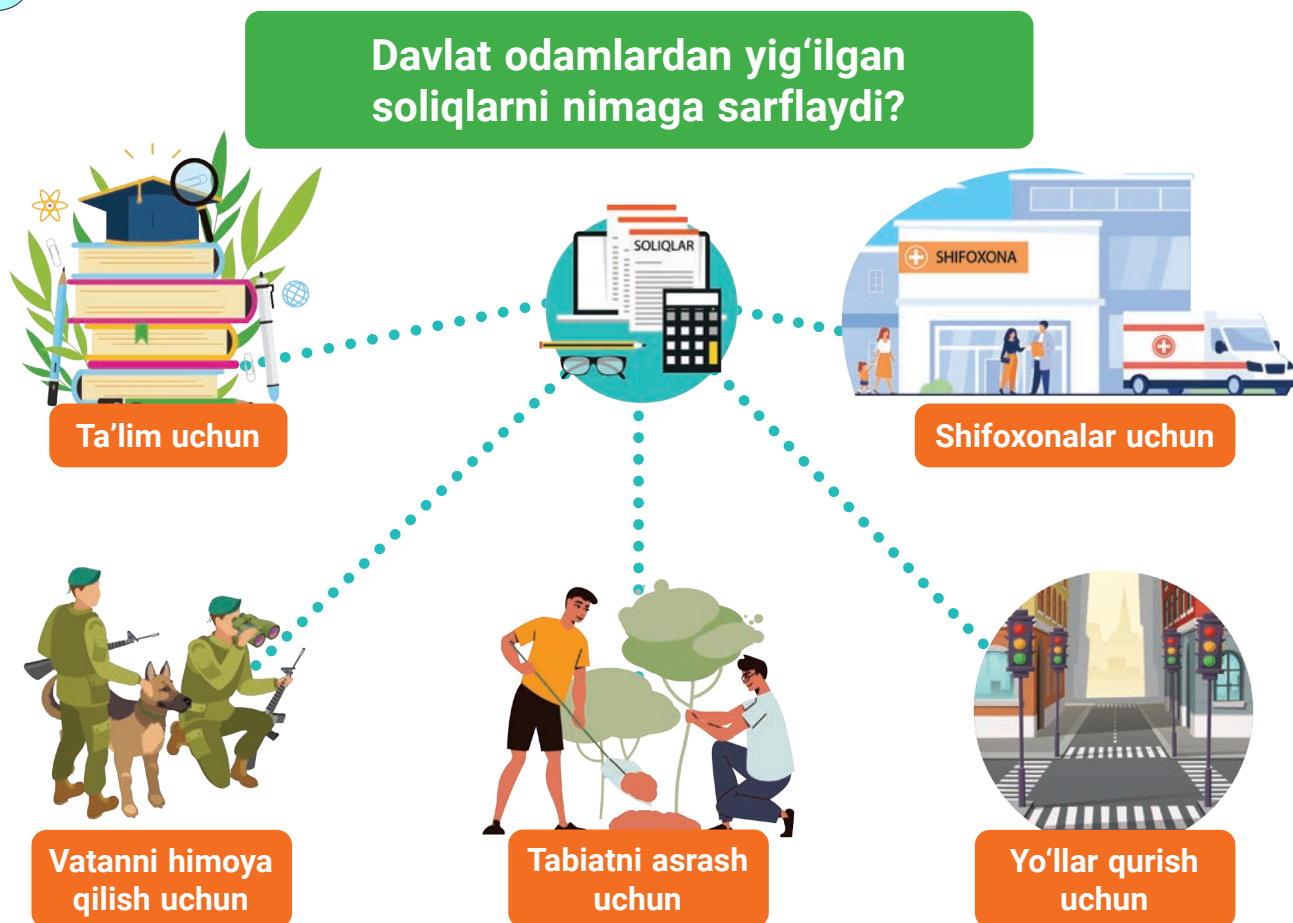 Davlat odamlardan yig‘ilgan
soliqlarni nimaga sarflaydi?
SOLIQLAR
SHIFOXONA
Ta’lim uchun
Shifoxonalar uchun
Vatanni himoya
qilish uchun
Tabiatni asrash
uchun
Yo‘llar qurish
uchun